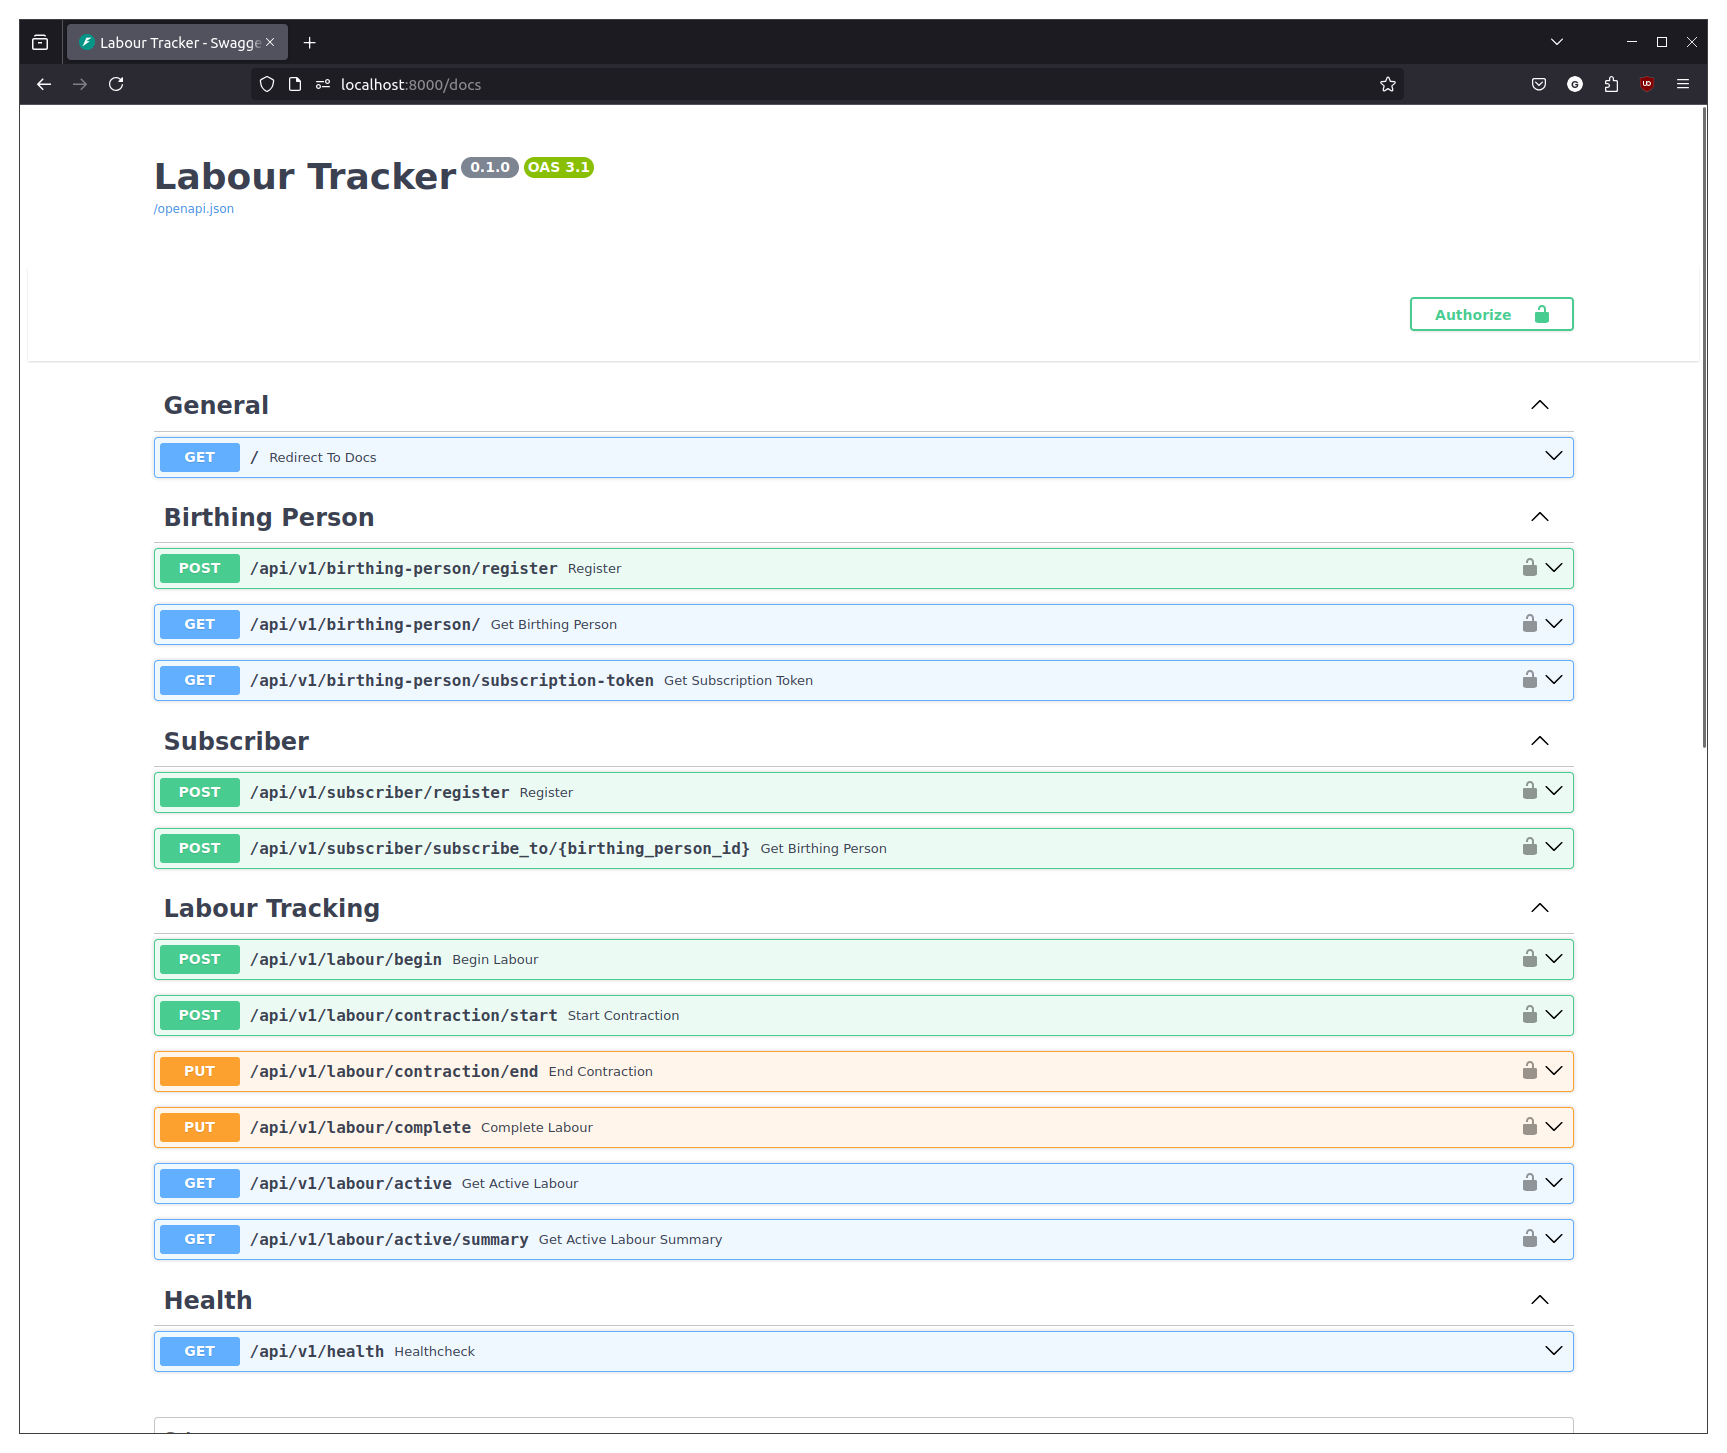 Labour Tracker - Swagge
localhost:8000/docs
Labour Tracker 0.1.0 OAS 3.1
/openapi.json
Authorize
General
GET / Redirect To Docs
Birthing Person
POST /api/v1/birthing-person/register Register
GET /api/v1/birthing-person/ Get Birthing Person
GET /api/v1/birthing-person/subscription-token Get Subscription Token
Subscriber
POST /api/v1/subscriber/register Register
POST /api/v1/subscriber/subscribe_to/{birthing_person_id} Get Birthing Person
Labour Tracking
POST /api/v1/labour/begin Begin Labour
POST /api/v1/labour/contraction/start Start Contraction
PUT /api/v1/labour/contraction/end End Contraction
PUT /api/v1/labour/complete Complete Labour
GET /api/v1/labour/active Get Active Labour
GET /api/v1/labour/active/summary Get Active Labour Summary
Health
GET /api/v1/health Healthcheck